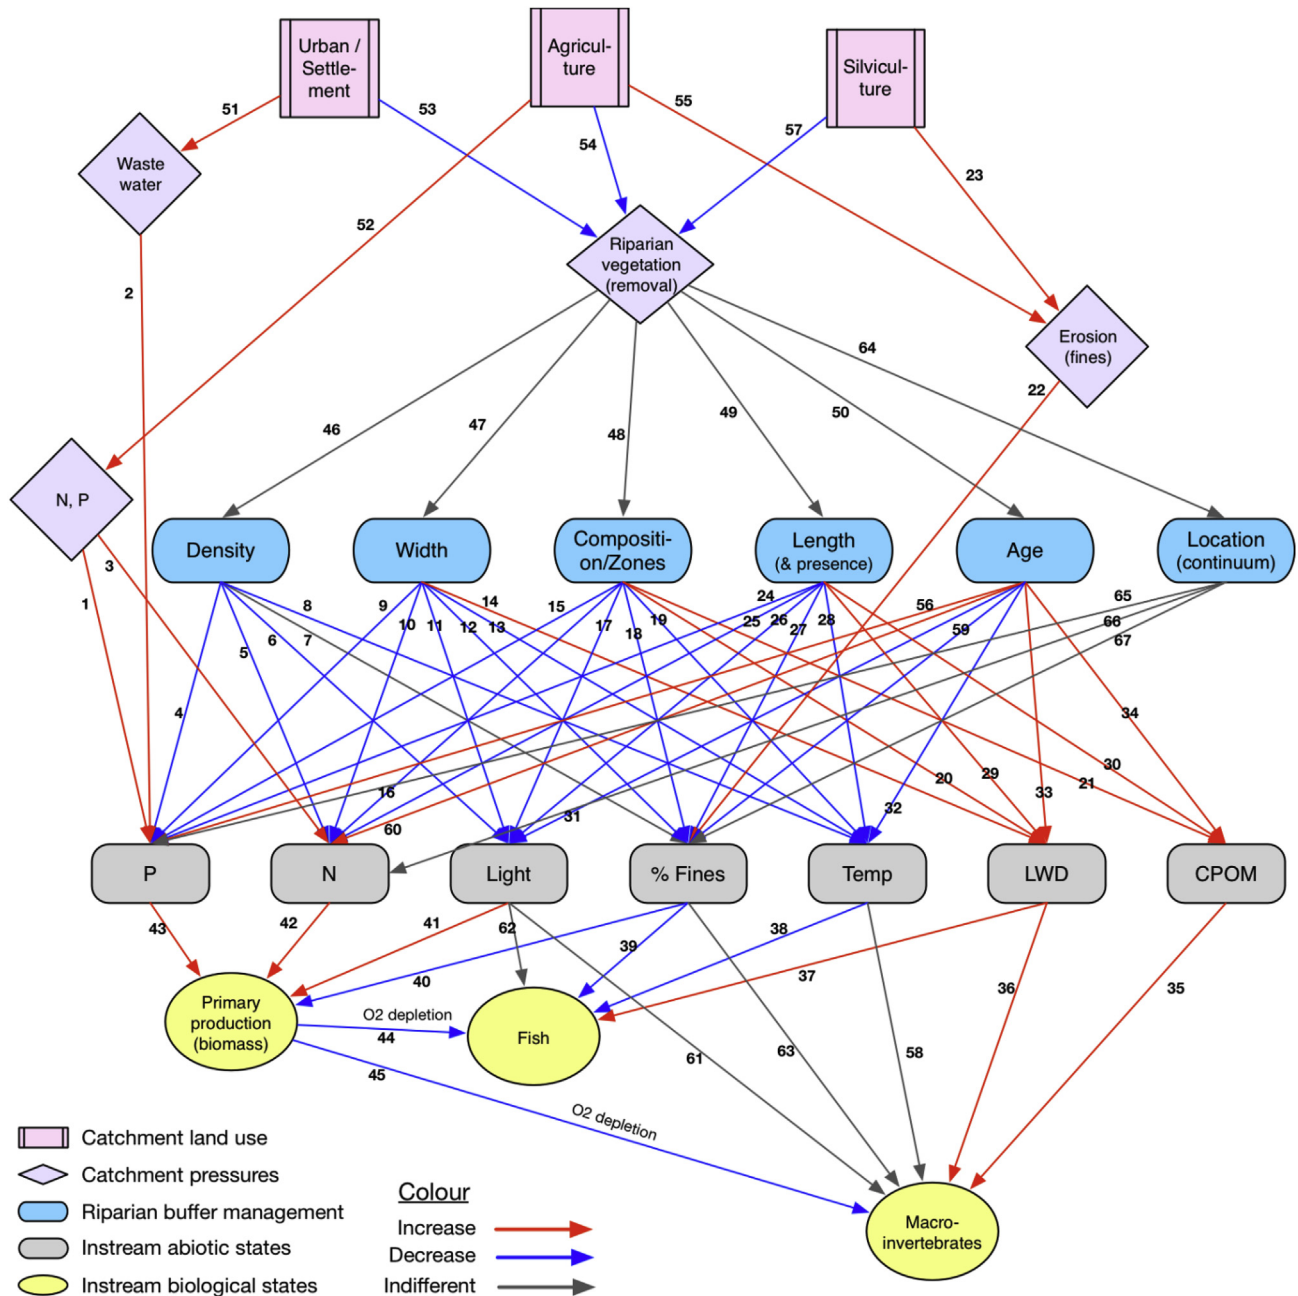 Urban /
Settle-
ment
Agricul-
ture
Silvicul-
ture
51
53
55
54
57
23
52
Waste
water
Riparian
vegetation
(removal)
2
Erosion
(fines)
64
22
46
47
48
49
50
N, P
3
1
Density
Width
Compositi-
on/Zones
Length
(& presence)
Age
Location
(continuum)
8
9
14
15
24
56
65
5
6
7
10
11
12
13
17
18
19
25
26
27
28
59
66
67
4
34
16
60
31
32
20
29
33
21
30
P
N
Light
% Fines
Temp
LWD
CPOM
43
42
41
62
39
38
40
37
36
35
Primary
production
(biomass)
O2 depletion
44
Fish
45
61
63
58
O2 depletion
Macro-
invertebrates
Catchment land use
Catchment pressures
Riparian buffer management
Instream abiotic states
Instream biological states
Colour
Increase
Decrease
Indifferent